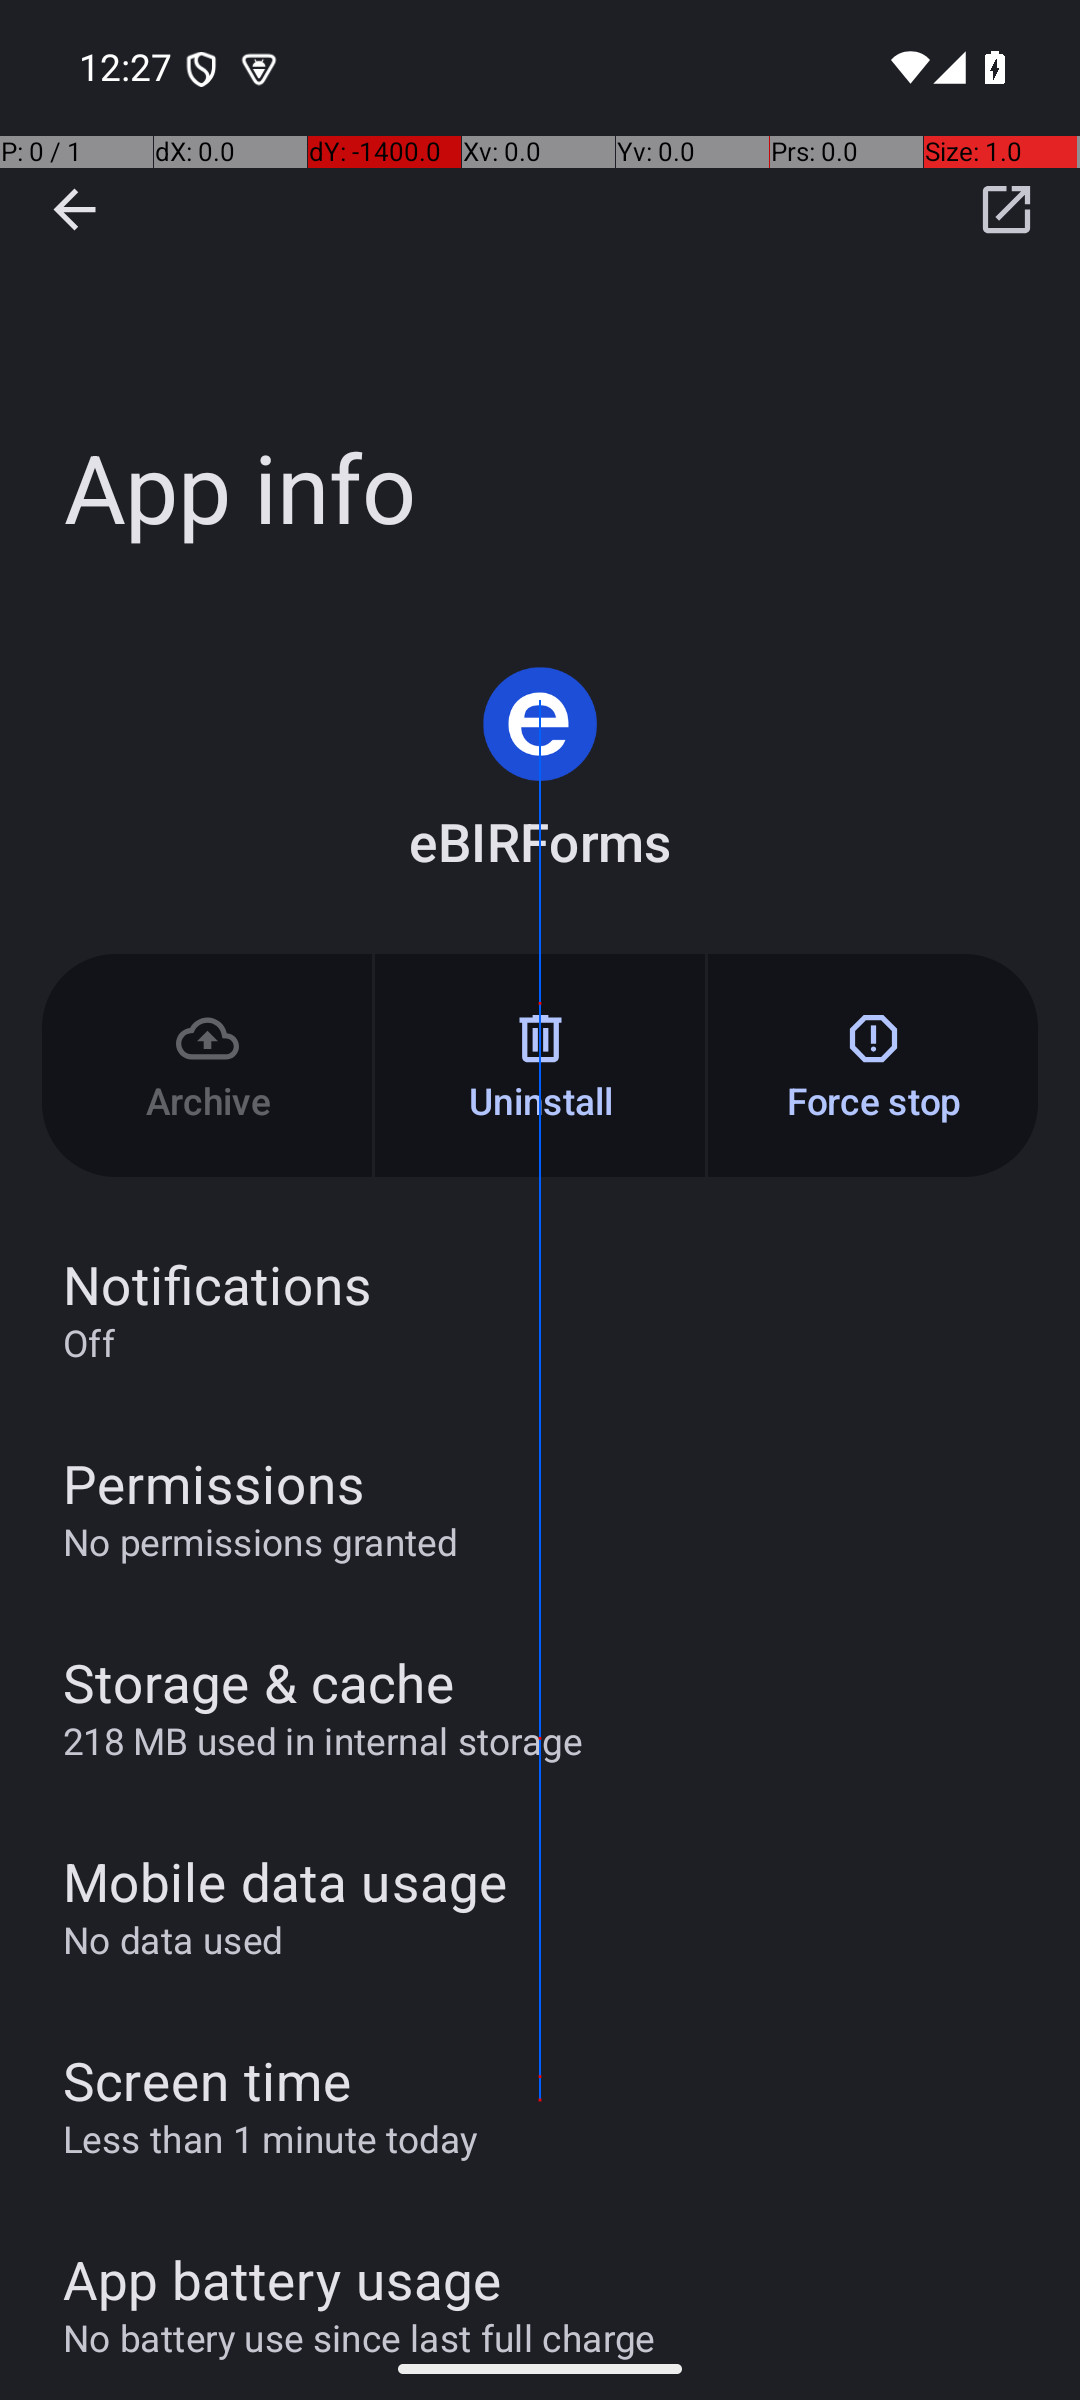 12:27
P: 0 / 1 dX: 0.0 dY: -1400.0 Xv: 0.0 Yv: 0.0 Prs: 0.0 Size: 1.0
App info
e
eBIRForms
Archive Uninstall Force stop
Notifications
Off
Permissions
No permissions granted
Storage & cache
218 MB used in internal storage
Mobile data usage
No data used
Screen time
Less than 1 minute today
App battery usage
No battery use since last full charge